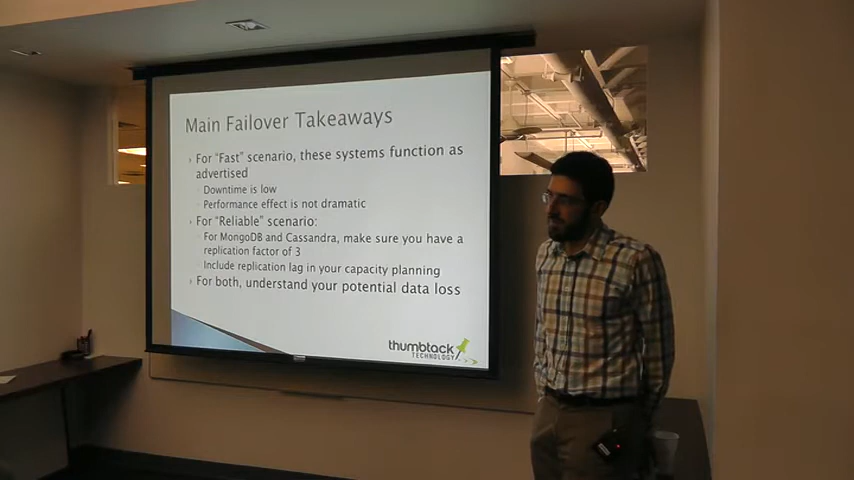 Main Failover Takeaways
For "Fast" scenario, these systems function as
advertised
Downtime is low
Performance effect is not dramatic
For "Reliable" scenario:
For MongoDB and Cassandra, make sure you have a
replication factor of 3
Include replication lag in your capacity planning
For both, understand your potential data loss
thumbtack
TECHNOLOGY